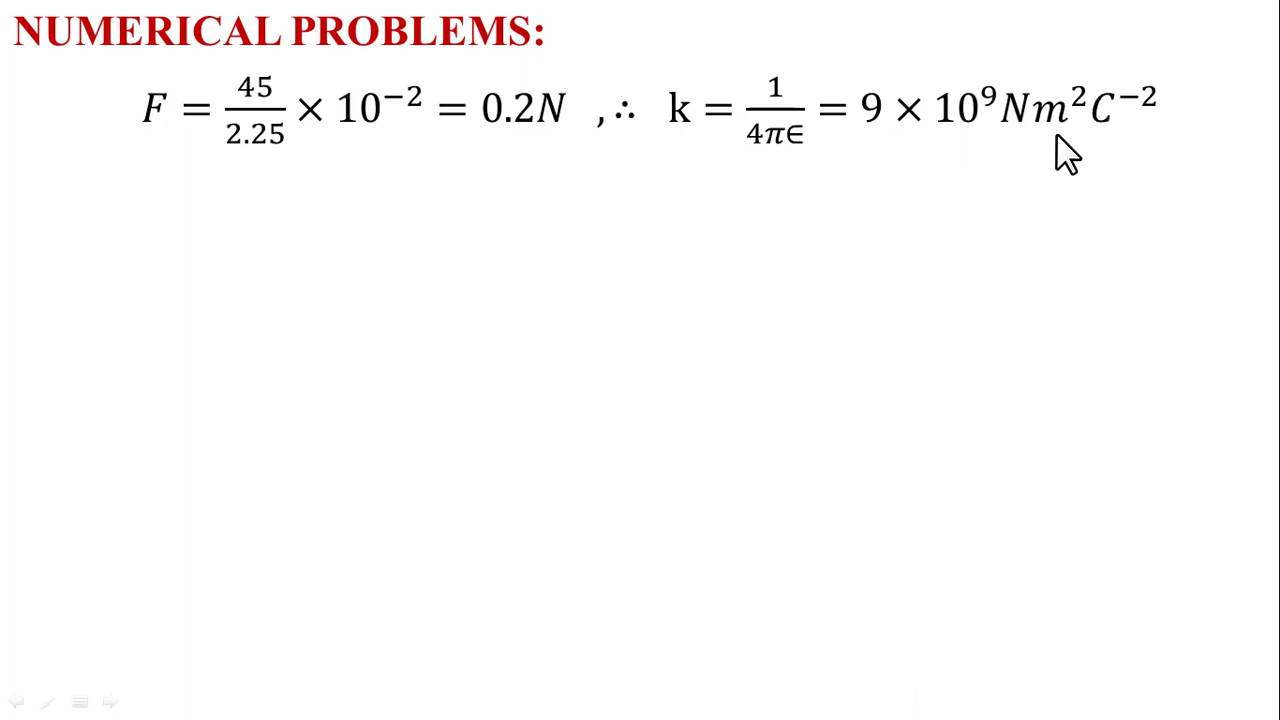 NUMERICAL PROBLEMS:
F = 45/2.25 × 10⁻² = 0.2N , ∴ k = 1/4π∈ = 9 × 10⁹Nm²C⁻²